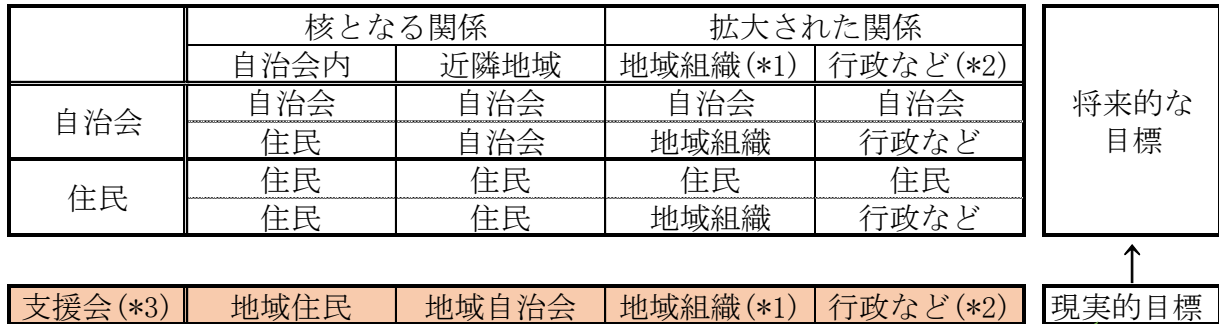 核となる関係 拡大された関係
自治会内 近隣地域 地域組織(*1) 行政など(*2)
自治会 自治会 自治会 自治会 自治会
住民 自治会 地域組織 行政など
住民 住民 住民 住民 住民
住民 住民 地域組織 行政など
将来的な
目標
↑
支援会(*3) 地域住民 地域自治会 地域組織(*1) 行政など(*2) 現実的目標